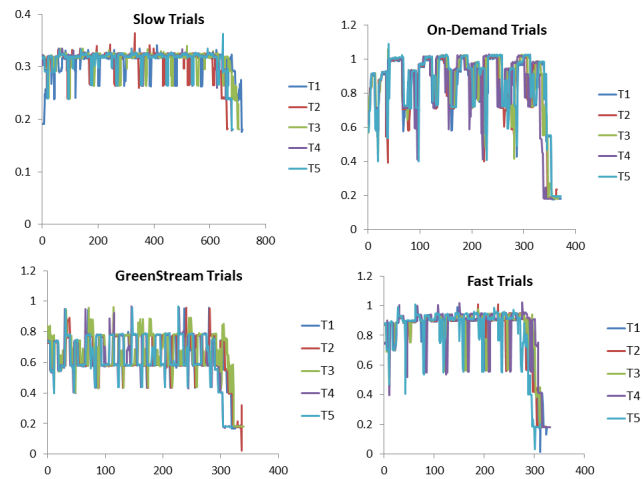 Slow Trials
0.4
0.3
0.2
0.1
0
0 200 400 600 800
T1
T2
T3
T4
T5
On-Demand Trials
1.2
1
0.8
0.6
0.4
0.2
0
0 100 200 300 400
T1
T2
T3
T4
T5
GreenStream Trials
1.2
1
0.8
0.6
0.4
0.2
0
0 100 200 300 400
T1
T2
T3
T4
T5
Fast Trials
1.2
1
0.8
0.6
0.4
0.2
0
0 100 200 300 400
T1
T2
T3
T4
T5